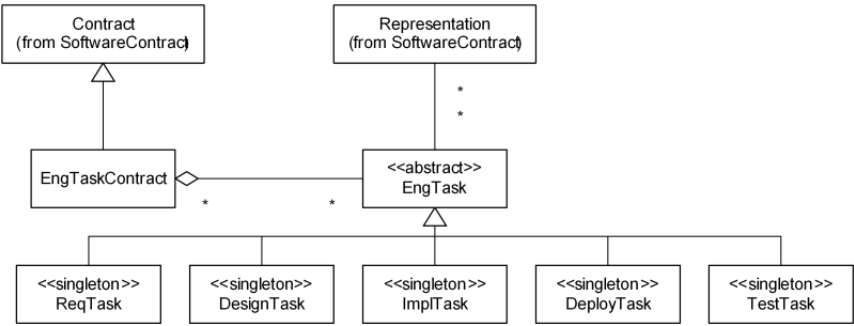 Contract
(from SoftwareContract)
Representation
(from SoftwareContract)
*
*
EngTaskContract
<<abstract>>
EngTask
*
*
<<singleton>>
ReqTask
<<singleton>>
DesignTask
<<singleton>>
ImplTask
<<singleton>>
DeployTask
<<singleton>>
TestTask